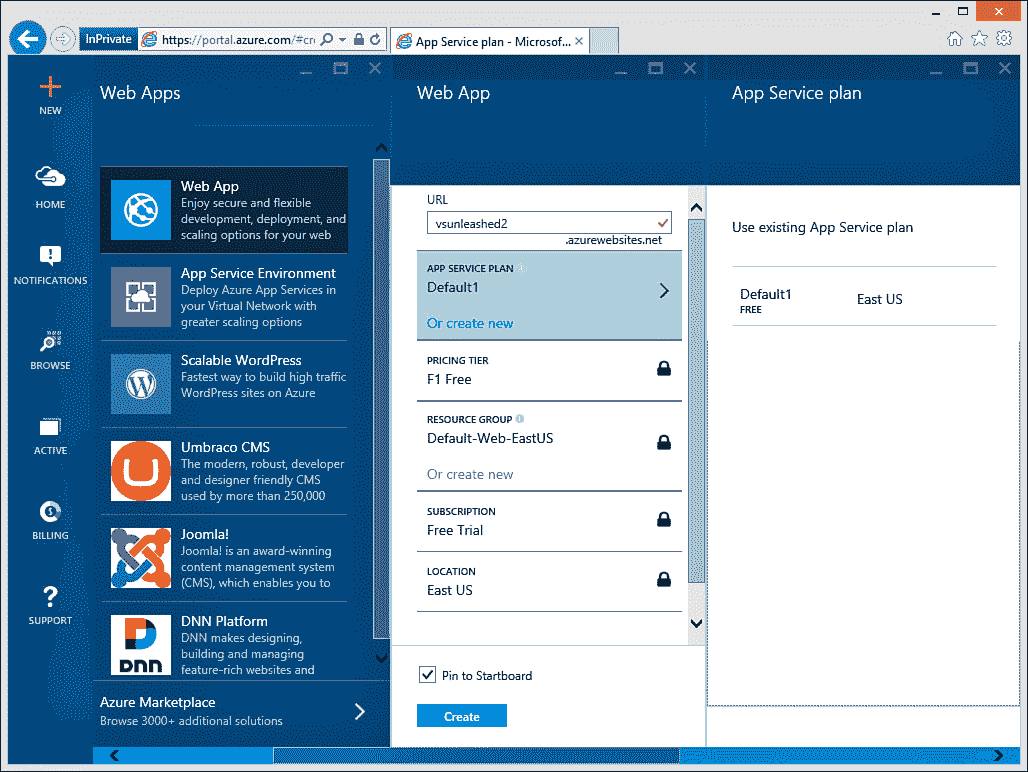 InPrivate
https://portal.azure.com/#cr
App Service plan - Microsoft...
NEW
HOME
NOTIFICATIONS
BROWSE
ACTIVE
BILLING
SUPPORT
Web Apps
Web App
Enjoy secure and flexible
development, deployment, and
scaling options for your web
App Service Environment
Deploy Azure App Services in
your Virtual Network with
greater scaling options
Scalable WordPress
Fastest way to build high traffic
WordPress sites on Azure
Umbraco CMS
The modern, robust, developer
and designer friendly CMS
used by more than 250,000
Joomla!
Joomla! is an award-winning
content management system
(CMS), which enables you to
DNN Platform
DNN makes designing,
building and managing
feature-rich websites and
DNN
Azure Marketplace
Browse 3000+ additional solutions
Web App
URL
vsunleashed2
.azurewebsites.net
APP SERVICE PLAN
Default1
Or create new
PRICING TIER
F1 Free
RESOURCE GROUP
Default-Web-EastUS
Or create new
SUBSCRIPTION
Free Trial
LOCATION
East US
Pin to Startboard
Create
App Service plan
Use existing App Service plan
Default1
FREE
East US